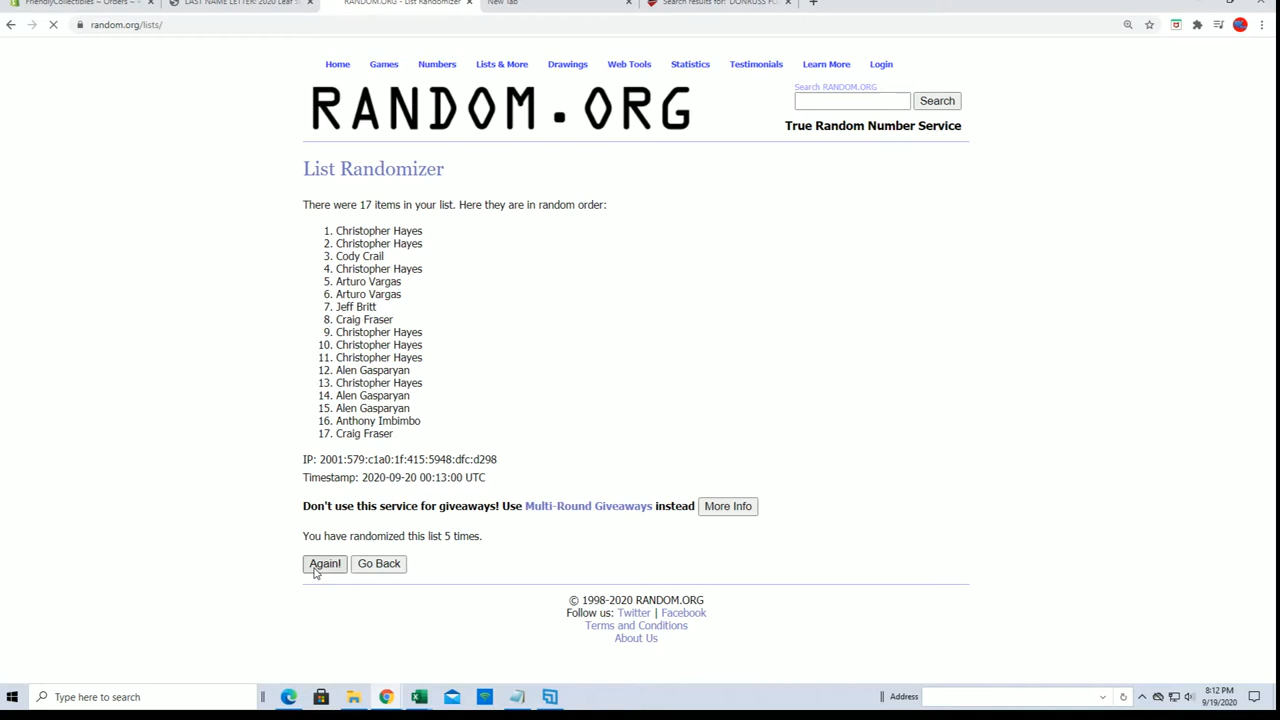 FriendlyCollectibles ~ Orders ~
LAST NAME LETTER: 2020 Leaf
RANDOM.ORG - List Randomizer
New Tab
Search results for: 'DONRUSS
random.org/lists/
Home Games Numbers Lists & More Drawings Web Tools Statistics Testimonials Learn More Login
RANDOM.ORG
Search RANDOM.ORG
Search
True Random Number Service
List Randomizer
There were 17 items in your list. Here they are in random order:
1. Christopher Hayes
2. Christopher Hayes
3. Cody Crail
4. Christopher Hayes
5. Arturo Vargas
6. Arturo Vargas
7. Jeff Britt
8. Craig Fraser
9. Christopher Hayes
10. Christopher Hayes
11. Christopher Hayes
12. Alen Gasparyan
13. Christopher Hayes
14. Alen Gasparyan
15. Alen Gasparyan
16. Anthony Imbimbo
17. Craig Fraser
IP: 2001:579:c1a0:1f:415:5948:dfc:d298
Timestamp: 2020-09-20 00:13:00 UTC
Don't use this service for giveaways! Use Multi-Round Giveaways instead More Info
You have randomized this list 5 times.
Again! Go Back
© 1998-2020 RANDOM.ORG
Follow us: Twitter | Facebook
Terms and Conditions
About Us
Type here to search
Address
8:12 PM
9/19/2020